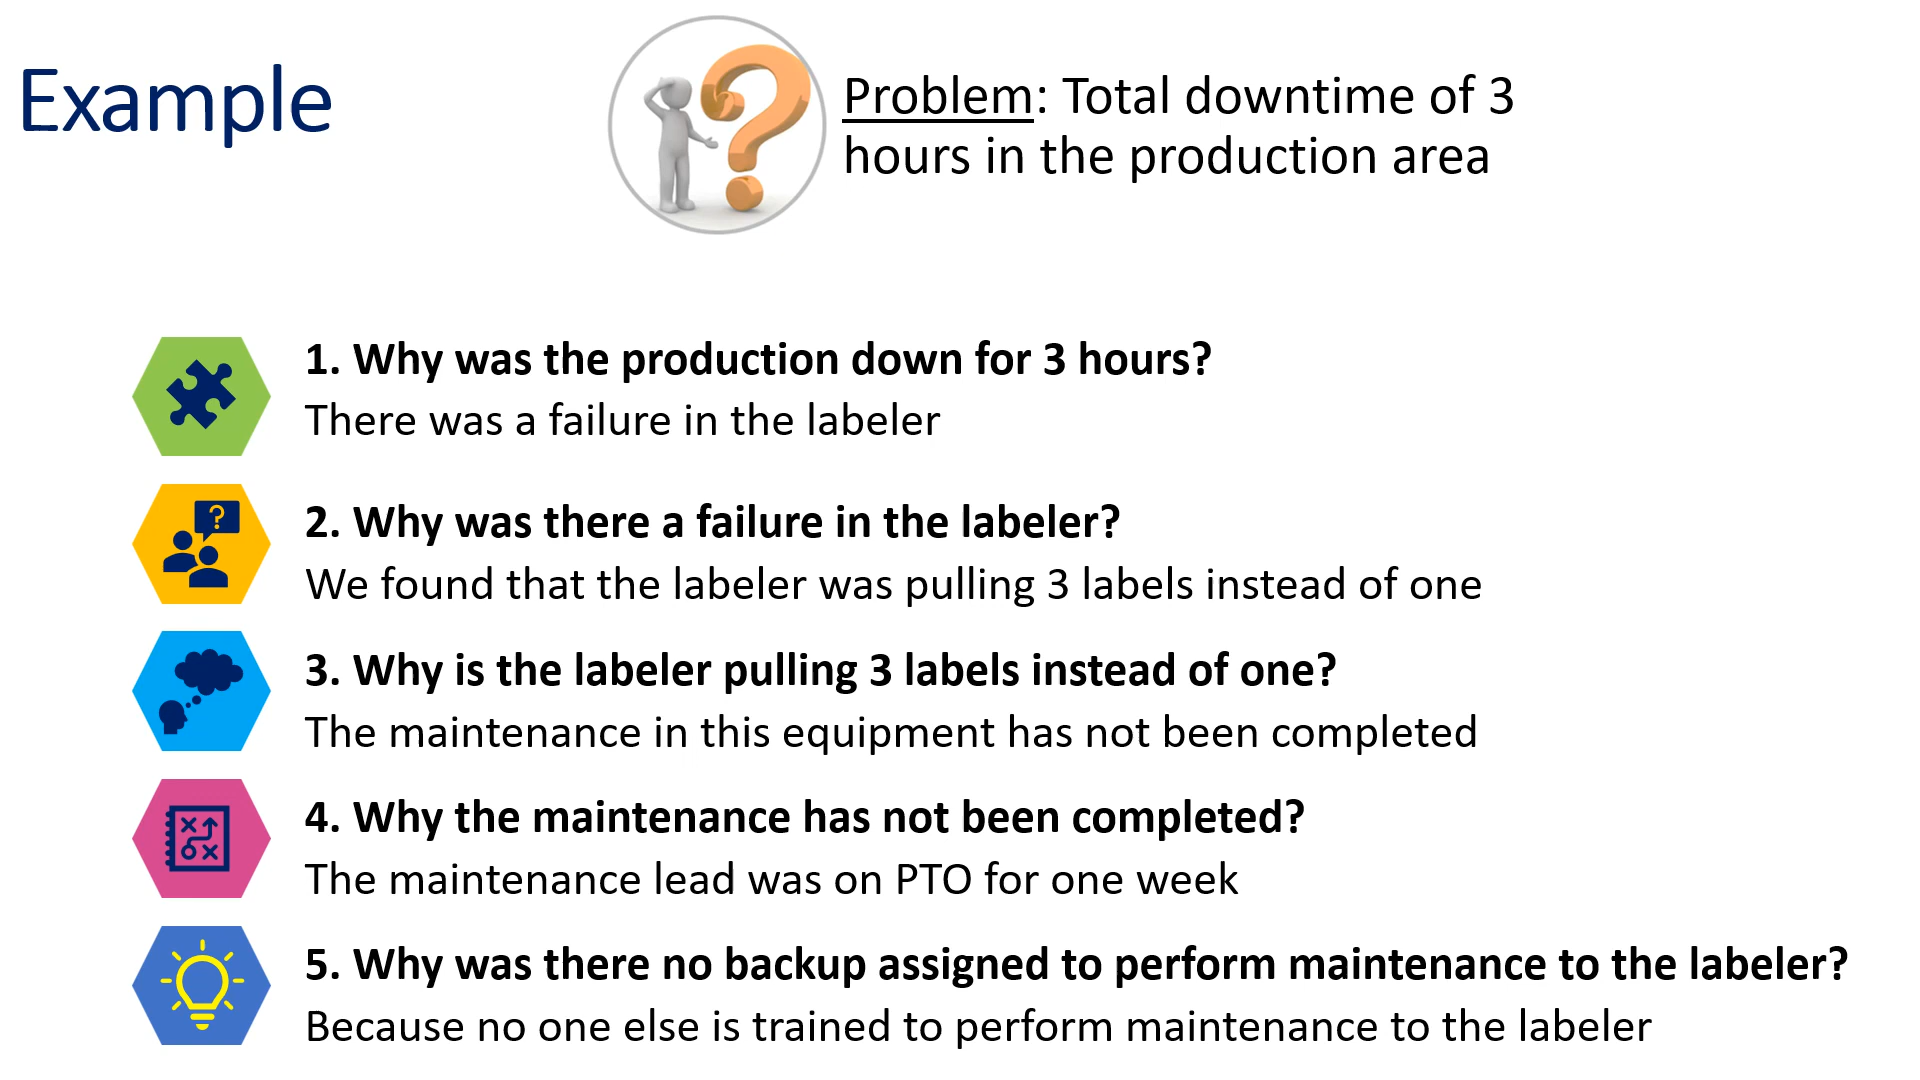 Example
Problem: Total downtime of 3
hours in the production area
1. Why was the production down for 3 hours?
There was a failure in the labeler
?
2. Why was there a failure in the labeler?
We found that the labeler was pulling 3 labels instead of one
3. Why is the labeler pulling 3 labels instead of one?
The maintenance in this equipment has not been completed
4. Why the maintenance has not been completed?
The maintenance lead was on PTO for one week
5. Why was there no backup assigned to perform maintenance to the labeler?
Because no one else is trained to perform maintenance to the labeler